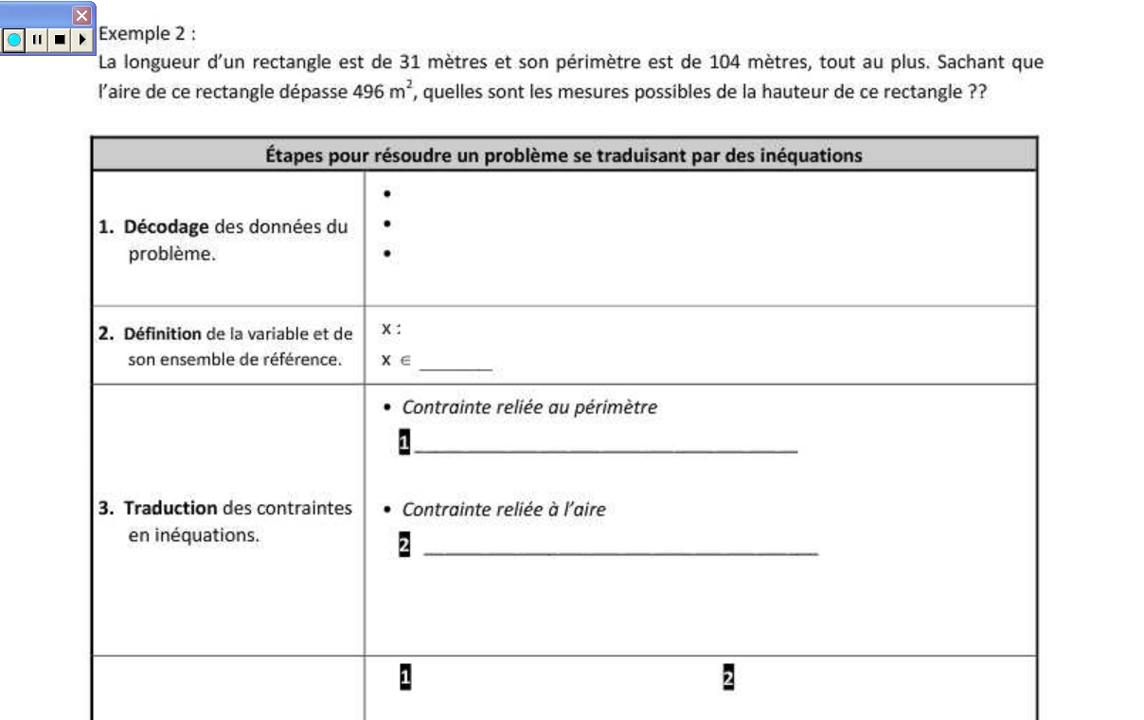 Exemple 2 :
La longueur d’un rectangle est de 31 mètres et son périmètre est de 104 mètres, tout au plus. Sachant que
l’aire de ce rectangle dépasse 496 m², quelles sont les mesures possibles de la hauteur de ce rectangle ??
Étapes pour résoudre un problème se traduisant par des inéquations
1. Décodage des données du
problème.
•
•
•
2. Définition de la variable et de
son ensemble de référence.
x :
x ∈ ________
3. Traduction des contraintes
en inéquations.
• Contrainte reliée au périmètre
1 ________________________________________
• Contrainte reliée à l’aire
2 ________________________________________
1 2